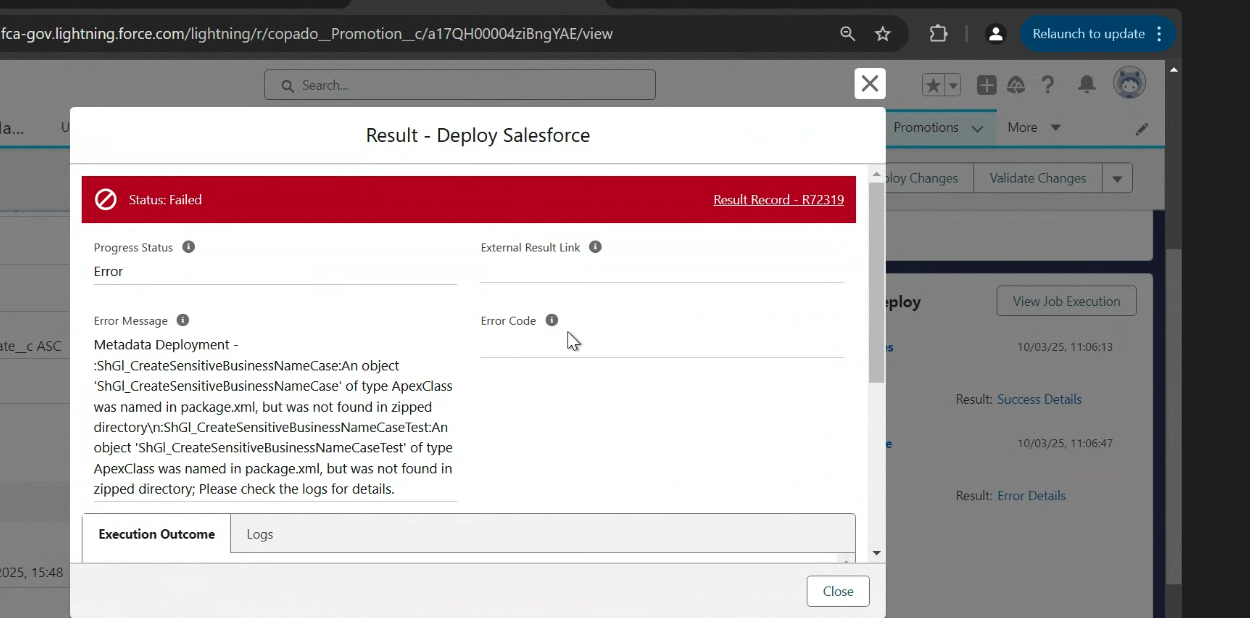 fca-gov.lightning.force.com/lightning/r/copado__Promotion__c/a17QH00004ziBngYAE/view
Relaunch to update
Search...
la...
U
Promotions
More
Result - Deploy Salesforce
ploy Changes
Validate Changes
Status: Failed
Result Record - R72319
Progress Status
External Result Link
Error
Error Message
Error Code
Metadata Deployment -
:ShGl_CreateSensitiveBusinessNameCase:An object
'ShGl_CreateSensitiveBusinessNameCase' of type ApexClass
was named in package.xml, but was not found in zipped
directory\n:ShGl_CreateSensitiveBusinessNameCaseTest:An
object 'ShGl_CreateSensitiveBusinessNameCaseTest' of type
ApexClass was named in package.xml, but was not found in
zipped directory; Please check the logs for details.
ate__c ASC
eploy
View Job Execution
es
10/03/25, 11:06:13
Result: Success Details
e
10/03/25, 11:06:47
Result: Error Details
Execution Outcome
Logs
2025, 15:48
Close